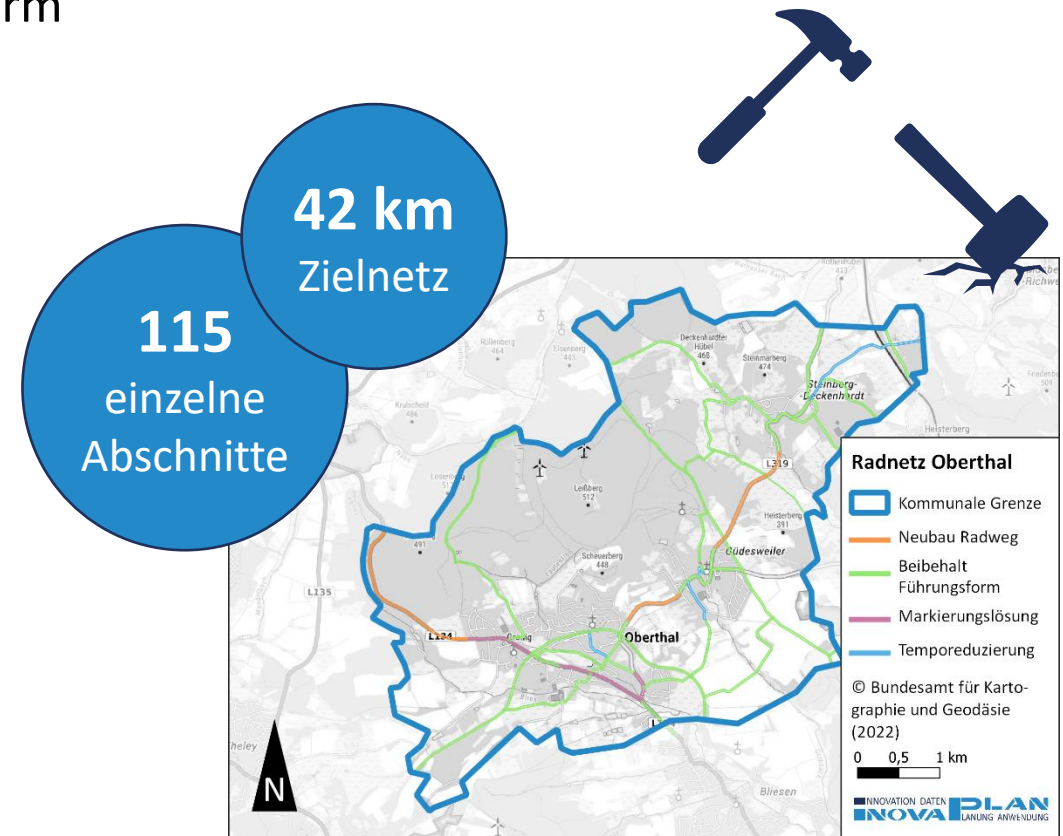 rm
42 km
Zielnetz
115
einzelne
Abschnitte
Rüllenberg
464
Elsenberg
443
Deckenhardter
Hübel
468
Steinmarberg
474
413
Steinberg-
-Deckenhardt
Heisterberg
L319
Leißberg
512
491
Heisterberg
391
Güdesweiler
Scheuerberg
448
L135
L134
Oberthal
Bliesen
N
Radnetz Oberthal
Kommunale Grenze
Neubau Radweg
Beibehalt
Führungsform
Markierungslösung
Temporeduzierung
© Bundesamt für Karto-
graphie und Geodäsie
(2022)
0 0,5 1 km
INNOVATION DATEN
INOVAPLAN
PLANUNG ANWENDUNG